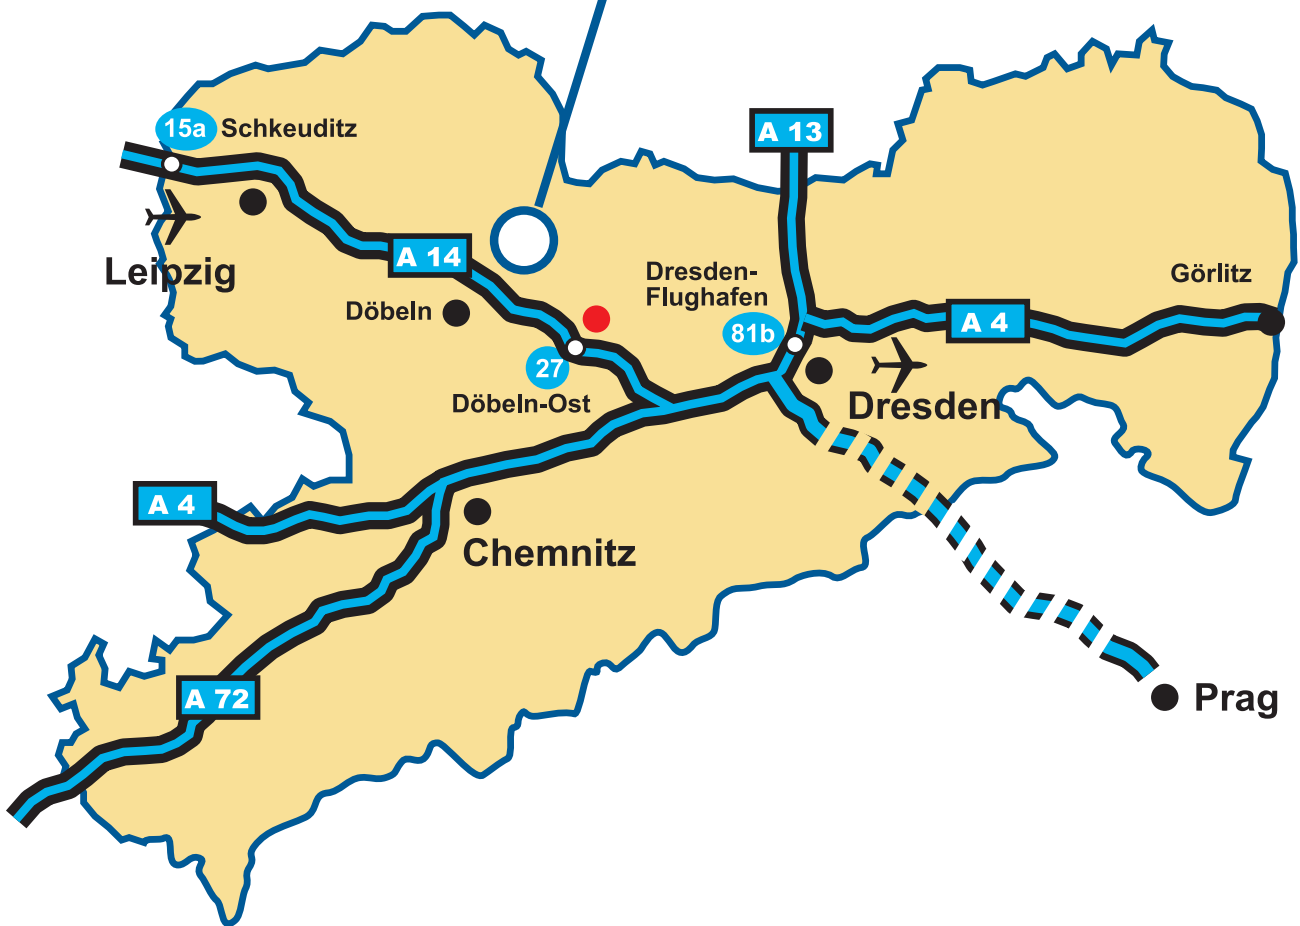 15a Schkeuditz
A 13
A 14
Leipzig
Dresden-
Flughafen
Görlitz
Döbeln
81b
A 4
27
Döbeln-Ost
Dresden
A 4
Chemnitz
A 72
Prag